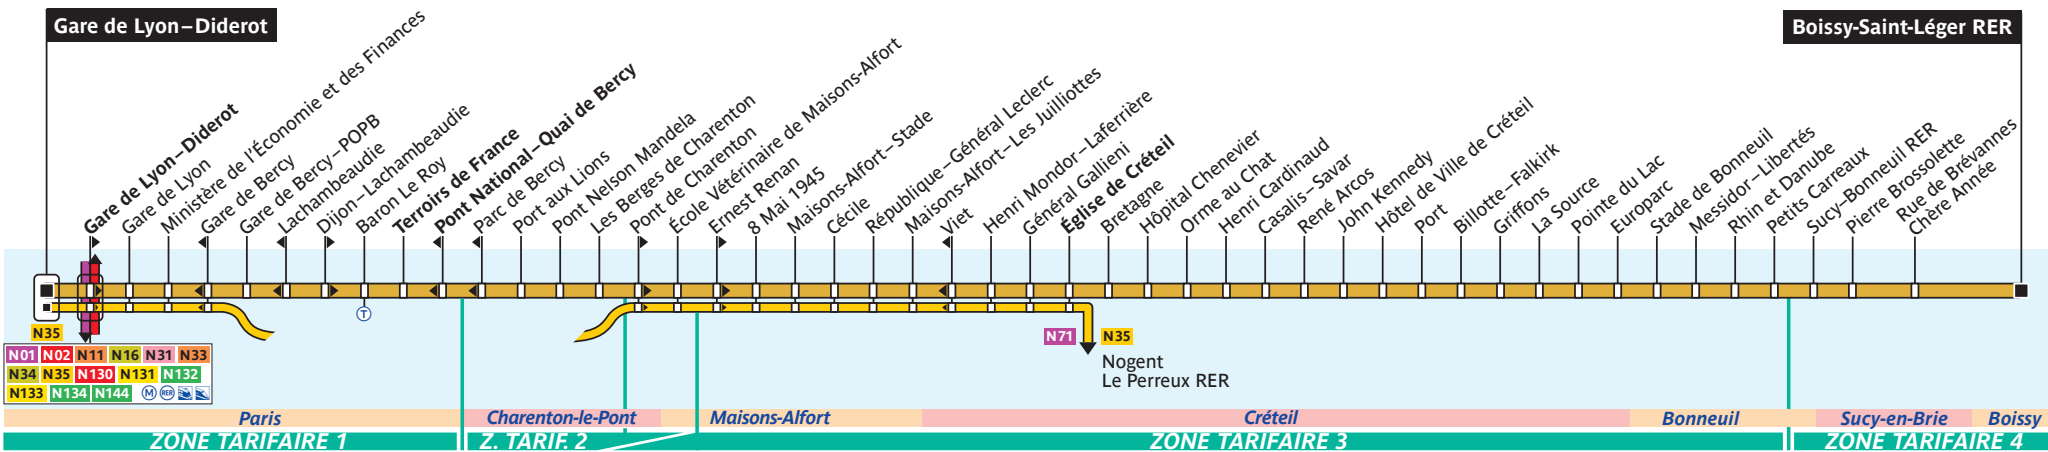 Gare de Lyon–Diderot
Boissy-Saint-Léger RER
Gare de Lyon–Diderot
Gare de Lyon
Ministère de l'Économie et des Finances
Gare de Bercy
Gare de Bercy–POPB
Lachambeaudie
Dijon–Lachambeaudie
Baron Le Roy
Terroirs de France
Pont National–Quai de Bercy
Parc de Bercy
Port aux Lions
Pont Nelson Mandela
Les Berges de Charenton
Pont de Charenton
École Vétérinaire de Maisons-Alfort
Ernest Renan
8 Mai 1945
Maisons-Alfort–Stade
Cécile
République–Général Leclerc
Maisons-Alfort–Les Juilliottes
Viet
Henri Mondor–Laferrière
Général Gallieni
Église de Créteil
Bretagne
Hôpital Chenevier
Orme au Chat
Henri Cardinaud
Casalis–Savar
René Arcos
John Kennedy
Hôtel de Ville de Créteil
Port
Billotte–Falkirk
Griffons
La Source
Pointe du Lac
Europarc
Stade de Bonneuil
Messidor–Libertés
Rhin et Danube
Petits Carreaux
Sucy–Bonneuil RER
Pierre Brossolette
Rue de Brévannes
Chère Année
T
N35
N01 N02 N11 N16 N31 N33
N34 N35 N130 N131 N132
N133 N134 N144 M RER
N71 N35
Nogent
Le Perreux RER
Paris Charenton-le-Pont Maisons-Alfort Créteil Bonneuil Sucy-en-Brie Boissy
ZONE TARIFAIRE 1 Z. TARIF. 2 ZONE TARIFAIRE 3 ZONE TARIFAIRE 4